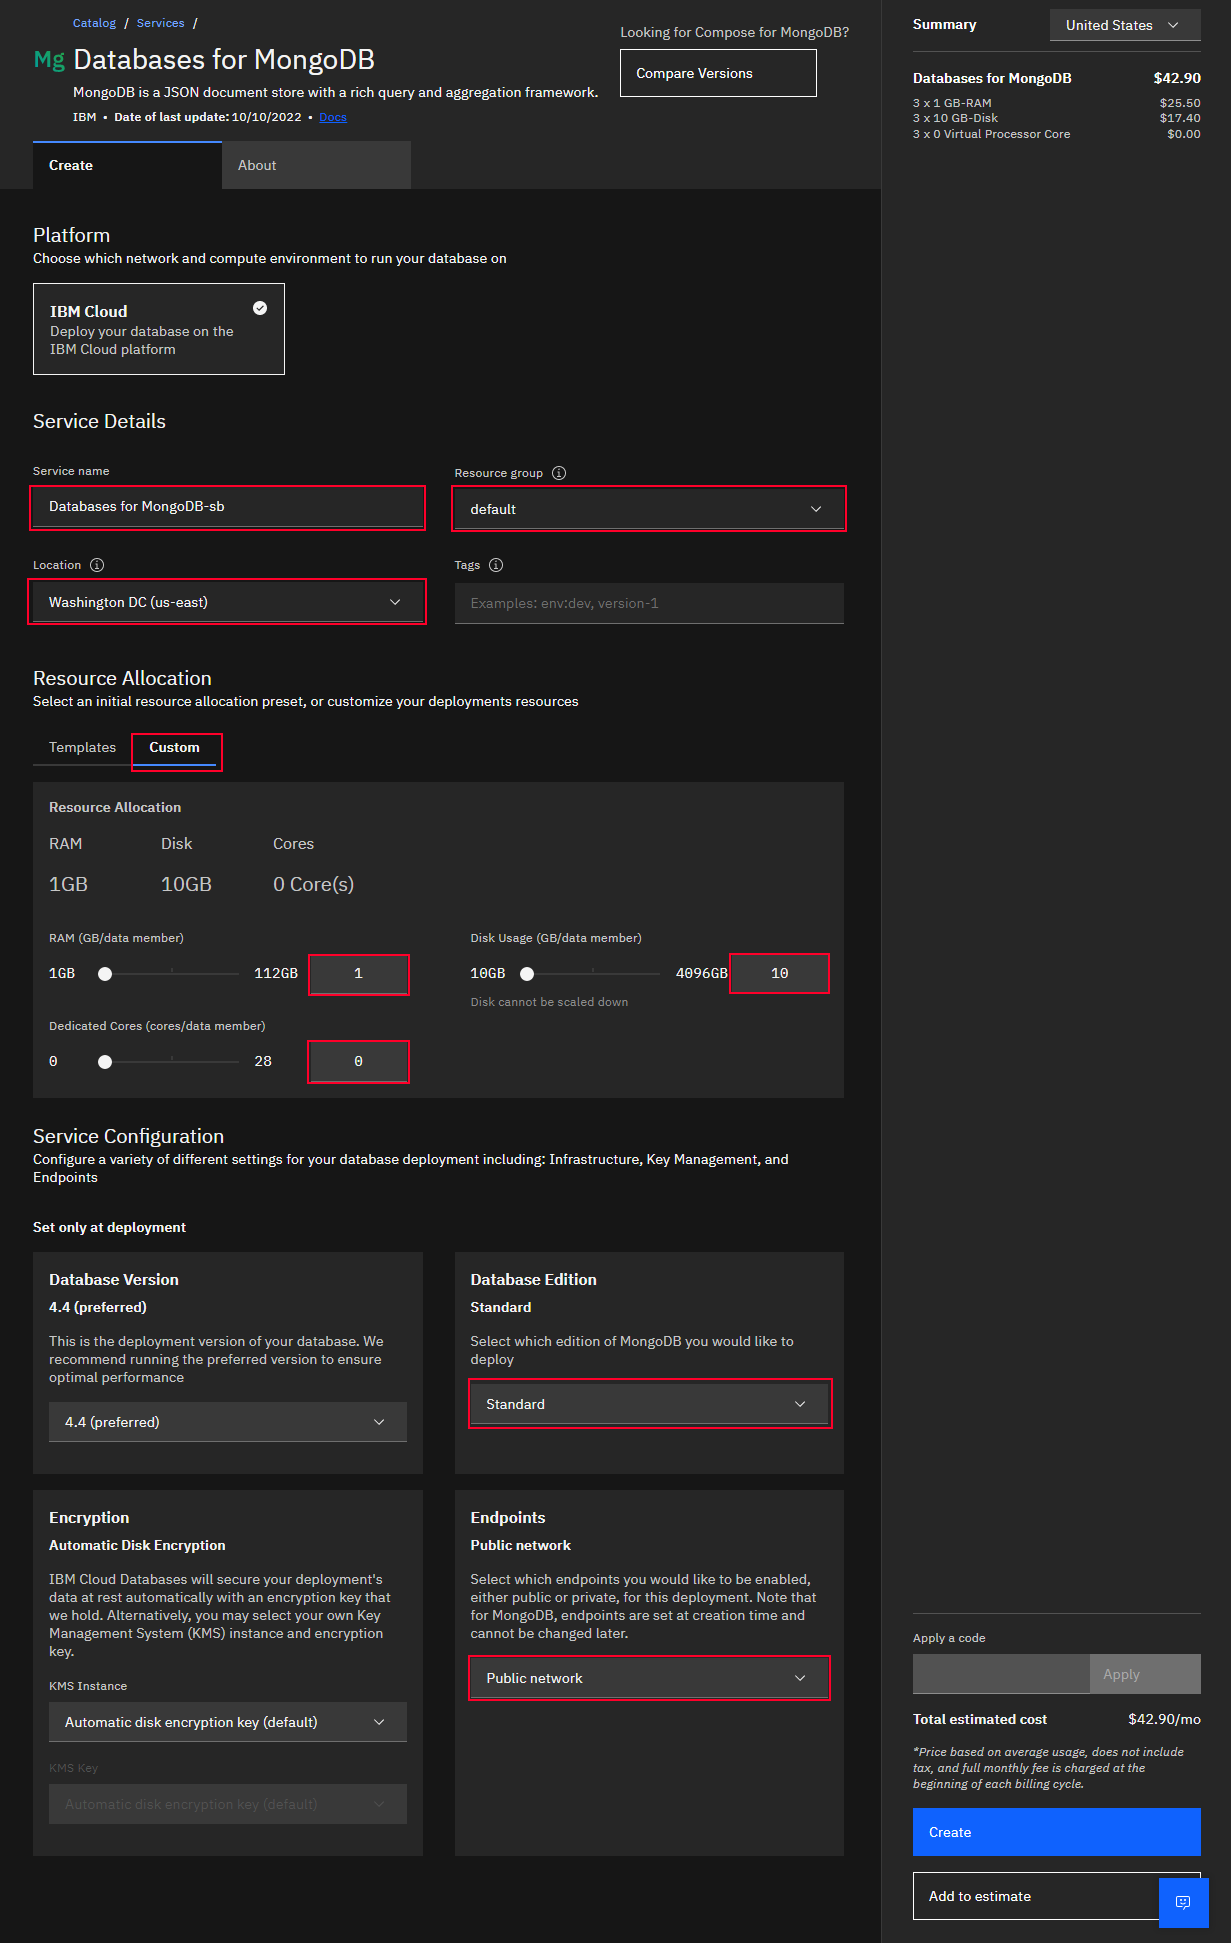 Catalog / Services /
Mg Databases for MongoDB
MongoDB is a JSON document store with a rich query and aggregation framework.
IBM • Date of last update: 10/10/2022 • Docs
Looking for Compose for MongoDB?
Compare Versions
Create
About
Platform
Choose which network and compute environment to run your database on
IBM Cloud
Deploy your database on the
IBM Cloud platform
Service Details
Service name
Databases for MongoDB-sb
Resource group
default
Location
Washington DC (us-east)
Tags
Examples: env:dev, version-1
Resource Allocation
Select an initial resource allocation preset, or customize your deployments resources
Templates
Custom
Resource Allocation
RAM Disk Cores
1GB 10GB 0 Core(s)
RAM (GB/data member)
1GB 112GB 1
Disk Usage (GB/data member)
10GB 4096GB 10
Disk cannot be scaled down
Dedicated Cores (cores/data member)
0 28 0
Service Configuration
Configure a variety of different settings for your database deployment including: Infrastructure, Key Management, and
Endpoints
Set only at deployment
Database Version
4.4 (preferred)
This is the deployment version of your database. We
recommend running the preferred version to ensure
optimal performance
4.4 (preferred)
Database Edition
Standard
Select which edition of MongoDB you would like to
deploy
Standard
Encryption
Automatic Disk Encryption
IBM Cloud Databases will secure your deployment's
data at rest automatically with an encryption key that
we hold. Alternatively, you may select your own Key
Management System (KMS) instance and encryption
key.
KMS Instance
Automatic disk encryption key (default)
KMS Key
Automatic disk encryption key (default)
Endpoints
Public network
Select which endpoints you would like to be enabled,
either public or private, for this deployment. Note that
for MongoDB, endpoints are set at creation time and
cannot be changed later.
Public network
Summary
United States
Databases for MongoDB $42.90
3 x 1 GB-RAM $25.50
3 x 10 GB-Disk $17.40
3 x 0 Virtual Processor Core $0.00
Apply a code
Apply
Total estimated cost $42.90/mo
*Price based on average usage, does not include
tax, and full monthly fee is charged at the
beginning of each billing cycle.
Create
Add to estimate